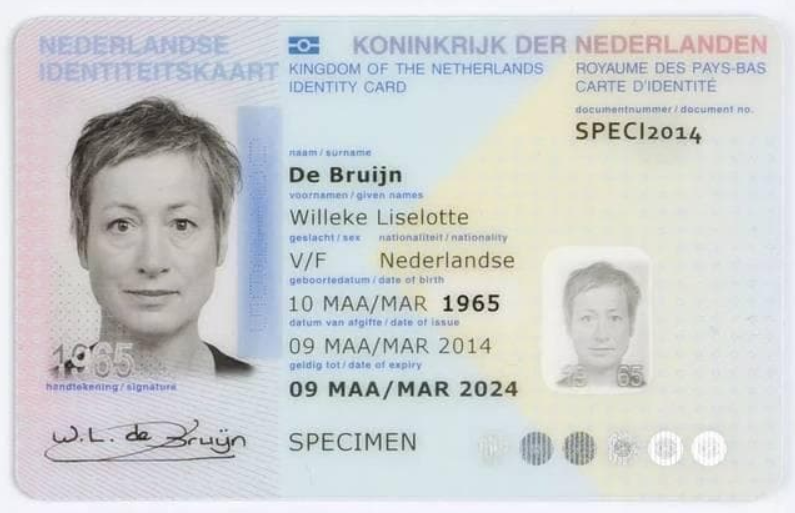 NEDERLANDSE
IDENTITEITSKAART
KONINKRIJK DER NEDERLANDEN
KINGDOM OF THE NETHERLANDS
IDENTITY CARD
ROYAUME DES PAYS-BAS
CARTE D'IDENTITÉ
documentnummer / document no.
SPECI2014
naam / surname
De Bruijn
voornamen / given names
Willeke Liselotte
geslacht / sex nationaliteit / nationality
V/F Nederlandse
geboortedatum / date of birth
10 MAA/MAR 1965
datum van afgifte / date of issue
09 MAA/MAR 2014
geldig tot / date of expiry
09 MAA/MAR 2024
SPECIMEN
1965
handtekening / signature
W.L. de Bruijn
65